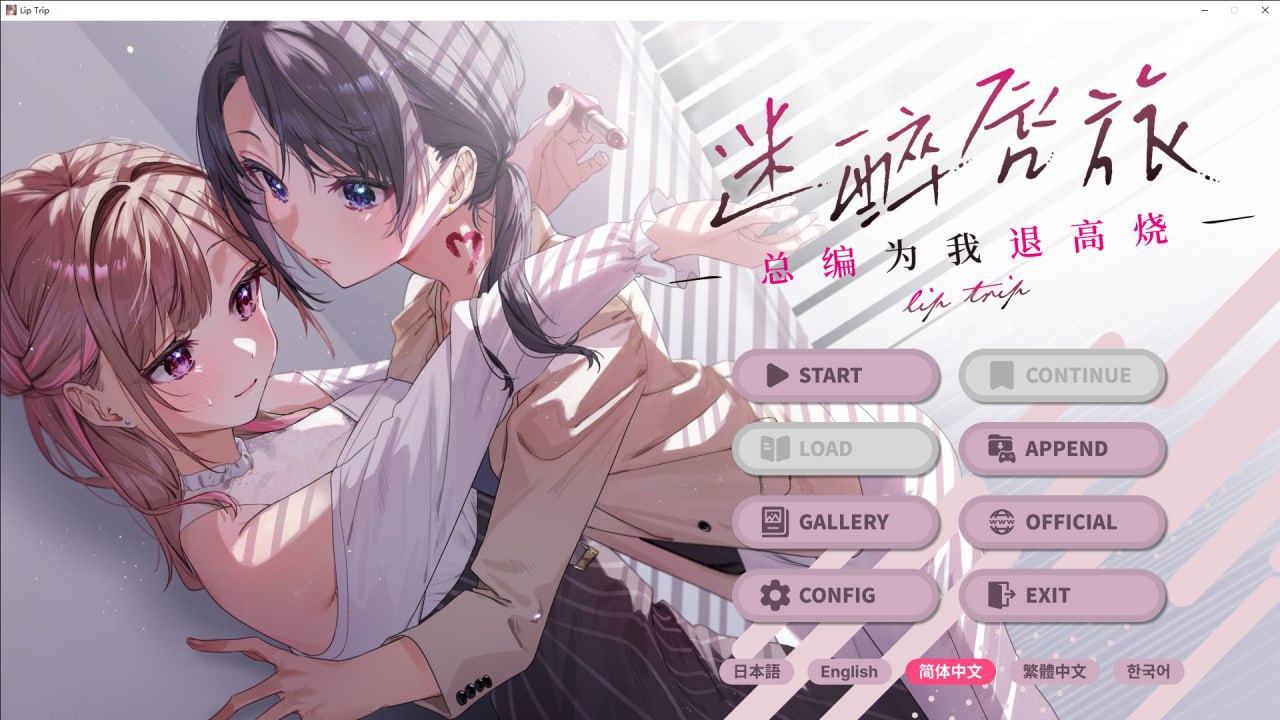 Lip Trip
迷醉唇旅
总编为我退高烧
lip trip
START
CONTINUE
LOAD
APPEND
GALLERY
WWW
OFFICIAL
CONFIG
EXIT
日本語 English 简体中文 繁體中文 한국어